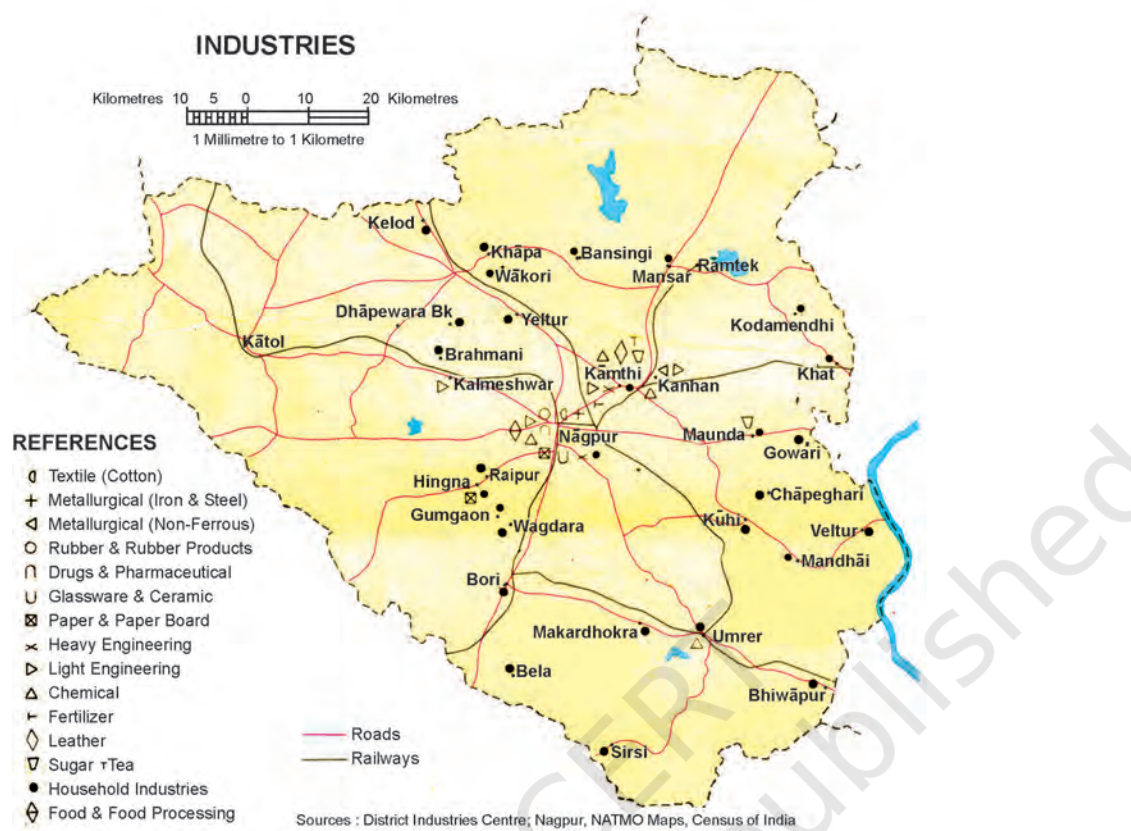 INDUSTRIES
Kilometres 10 5 0 10 20 Kilometres
1 Millimetre to 1 Kilometre
Kelod
Khāpa
Bansingi
Wākori
Mansar
Rāmtek
Dhāpewara Bk
Yeltur
Kodamendhi
Kātol
Brahmani
Kāmthi
Khat
Kalmeshwar
Kanhan
Nāgpur
Maunda
Gowari
Hingna
Raipur
Chāpeghari
Gumgaon
Wagdara
Kūhi
Veltur
Mandhāi
Bori
Makardhokra
Umrer
Bela
Bhiwāpur
Sirsi
REFERENCES
Textile (Cotton)
Metallurgical (Iron & Steel)
Metallurgical (Non-Ferrous)
Rubber & Rubber Products
Drugs & Pharmaceutical
Glassware & Ceramic
Paper & Paper Board
Heavy Engineering
Light Engineering
Chemical
Fertilizer
Leather
Sugar τTea
Household Industries
Food & Food Processing
Roads
Railways
Sources : District Industries Centre; Nagpur, NATMO Maps, Census of India
published